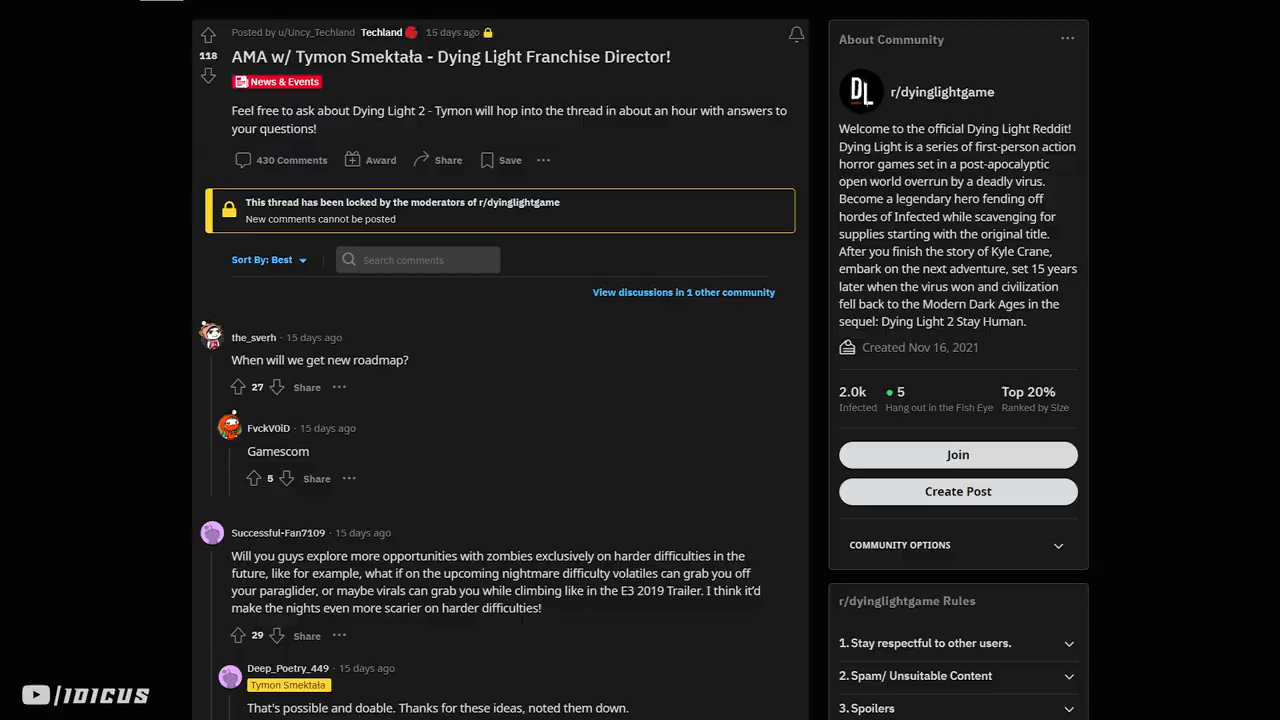 Posted by u/Uncy_Techland Techland 15 days ago
118
AMA w/ Tymon Smektała - Dying Light Franchise Director!
News & Events
Feel free to ask about Dying Light 2 - Tymon will hop into the thread in about an hour with answers to
your questions!
430 Comments Award Share Save ...
This thread has been locked by the moderators of r/dyinglightgame
New comments cannot be posted
Sort By: Best Search comments
View discussions in 1 other community
the_sverh · 15 days ago
When will we get new roadmap?
27 Share ...
FvckV0iD · 15 days ago
Gamescom
5 Share ...
Successful-Fan7109 · 15 days ago
Will you guys explore more opportunities with zombies exclusively on harder difficulties in the
future, like for example, what if on the upcoming nightmare difficulty volatiles can grab you off
your paraglider, or maybe virals can grab you while climbing like in the E3 2019 Trailer. I think it'd
make the nights even more scarier on harder difficulties!
29 Share ...
Deep_Poetry_449 · 15 days ago
Tymon Smektała
That's possible and doable. Thanks for these ideas, noted them down.
About Community ...
DL
r/dyinglightgame
Welcome to the official Dying Light Reddit!
Dying Light is a series of first-person action
horror games set in a post-apocalyptic
open world overrun by a deadly virus.
Become a legendary hero fending off
hordes of Infected while scavenging for
supplies starting with the original title.
After you finish the story of Kyle Crane,
embark on the next adventure, set 15 years
later when the virus won and civilization
fell back to the Modern Dark Ages in the
sequel: Dying Light 2 Stay Human.
Created Nov 16, 2021
2.0k 5 Top 20%
Infected Hang out in the Fish Eye Ranked by Size
Join
Create Post
COMMUNITY OPTIONS
r/dyinglightgame Rules
1. Stay respectful to other users.
2. Spam/ Unsuitable Content
3. Spoilers
/1D1CUS